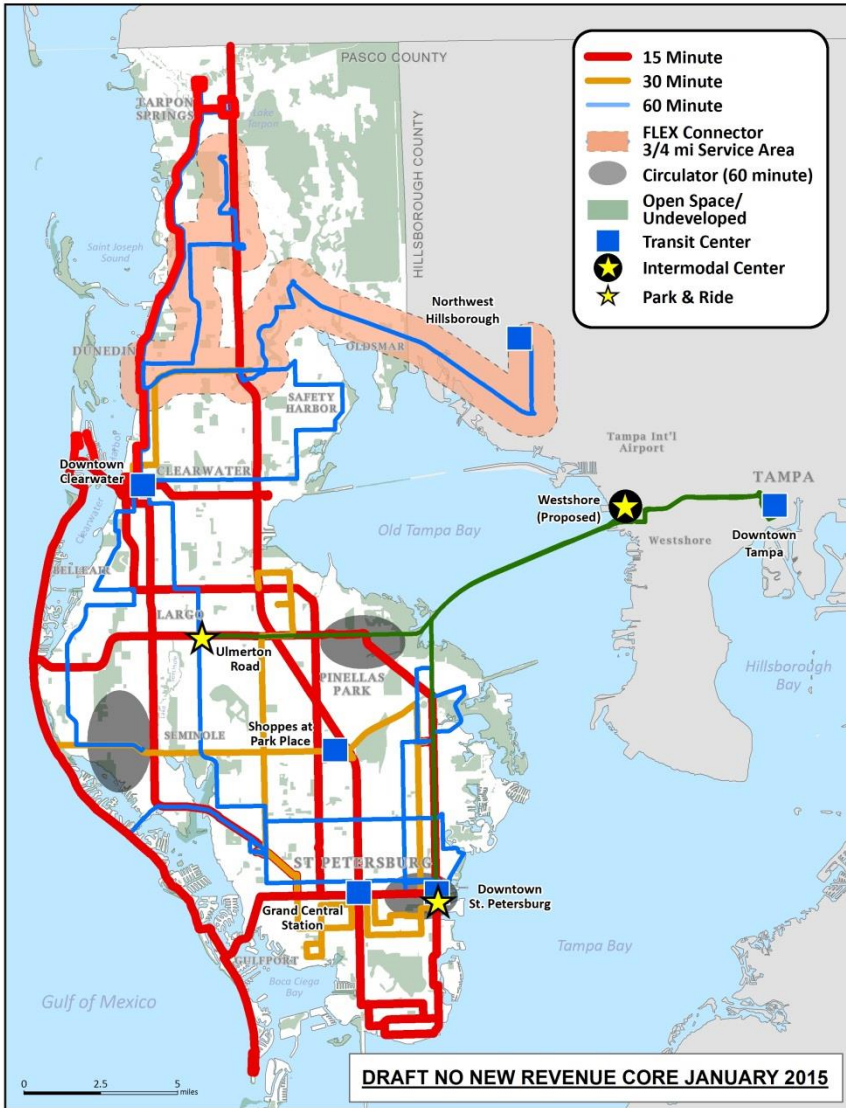 PASCO COUNTY
HILLSBOROUGH COUNTY
15 Minute
30 Minute
60 Minute
FLEX Connector
3/4 mi Service Area
Circulator (60 minute)
Open Space/
Undeveloped
Transit Center
Intermodal Center
Park & Ride
TARPON
SPRINGS
Lake
Tarpon
Saint Joseph
Sound
Northwest
Hillsborough
DUNEDIN
OLDSMAR
SAFETY
HARBOR
Tampa Int'l
Airport
Downtown
Clearwater
CLEARWATER
Clearwater
TAMPA
Westshore
(Proposed)
Old Tampa Bay
Westshore
Downtown
Tampa
BELLEAIR
LARGO
Ulmerton
Road
PINELLAS
PARK
Hillsborough
Bay
Shoppes at
Park Place
SEMINOLE
ST PETERSBURG
Grand Central
Station
Downtown
St. Petersburg
GULFPORT
Boca Ciega
Bay
Tampa Bay
Gulf of Mexico
0 2.5 5
miles
DRAFT NO NEW REVENUE CORE JANUARY 2015